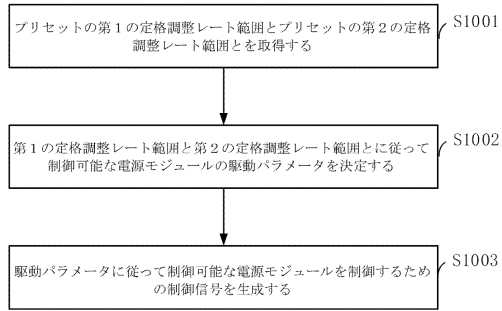 プリセットの第１の定格調整レート範囲とプリセットの第２の定格
調整レート範囲とを取得する
S1001
第１の定格調整レート範囲と第２の定格調整レート範囲とに従って
制御可能な電源モジュールの駆動パラメータを決定する
S1002
駆動パラメータに従って制御可能な電源モジュールを制御するため
の制御信号を生成する
S1003